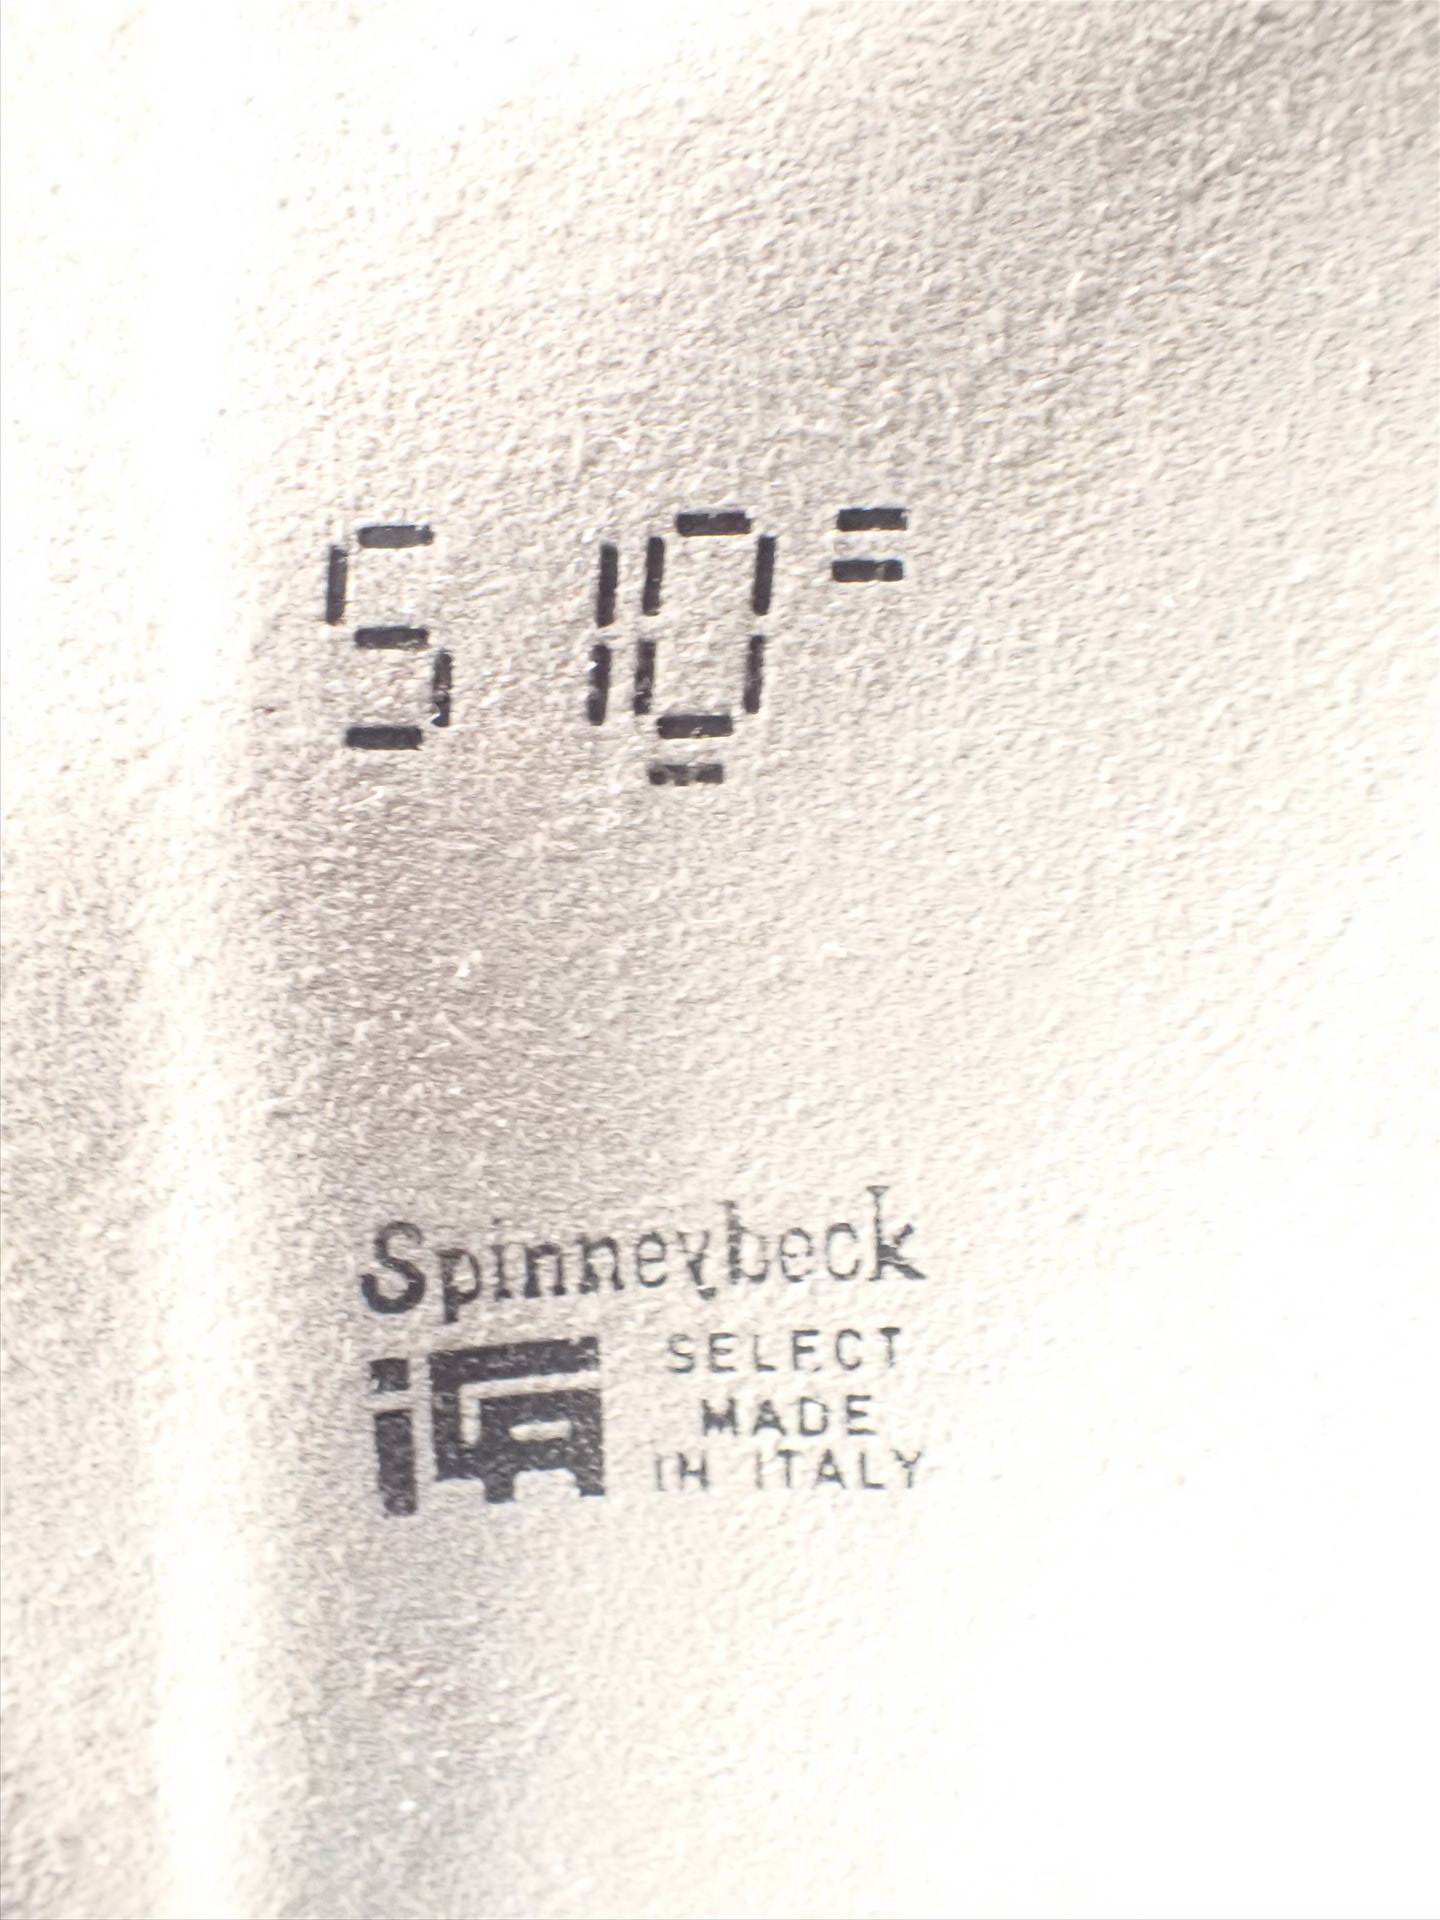 5 10=
Spinneybeck
SELECT
MADE
IN ITALY